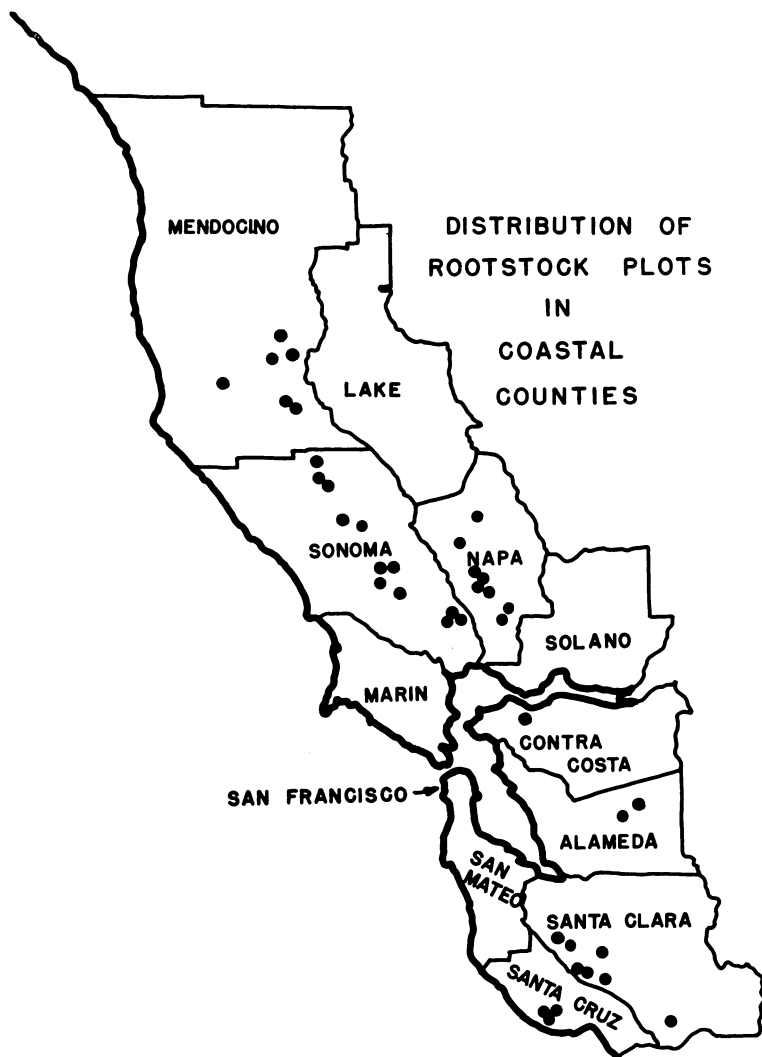 MENDOCINO
DISTRIBUTION OF
ROOTSTOCK PLOTS
IN
COASTAL
COUNTIES
LAKE
SONOMA
NAPA
SOLANO
MARIN
CONTRA
COSTA
SAN FRANCISCO
ALAMEDA
SAN
MATEO
SANTA CLARA
SANTA CRUZ